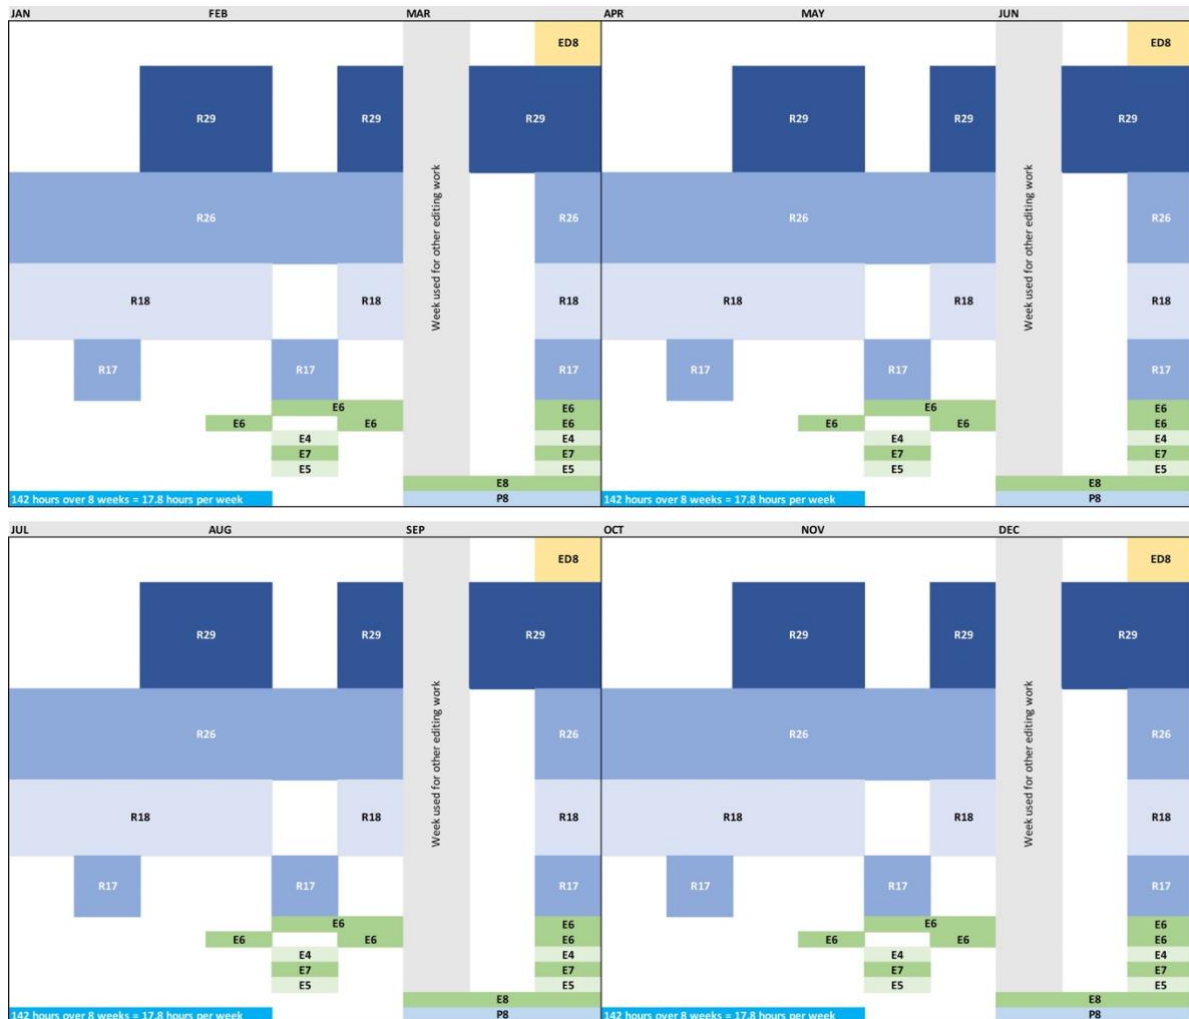 JAN FEB MAR APR MAY JUN
ED8 ED8
R29 R29 R29 R29 R29 R29
Week used for other editing work Week used for other editing work
R26 R26 R26 R26
R18 R18 R18 R18 R18 R18
R17 R17 R17 R17 R17 R17
E6 E6 E6 E6
E6 E6 E6 E6 E6 E6
E4 E4 E4 E4
E7 E7 E7 E7
E5 E5 E5 E5
E8 E8
142 hours over 8 weeks = 17.8 hours per week P8 142 hours over 8 weeks = 17.8 hours per week P8
JUL AUG SEP OCT NOV DEC
ED8 ED8
R29 R29 R29 R29 R29 R29
Week used for other editing work Week used for other editing work
R26 R26 R26 R26
R18 R18 R18 R18 R18 R18
R17 R17 R17 R17 R17 R17
E6 E6 E6 E6
E6 E6 E6 E6 E6 E6
E4 E4 E4 E4
E7 E7 E7 E7
E5 E5 E5 E5
E8 E8
142 hours over 8 weeks = 17.8 hours per week P8 142 hours over 8 weeks = 17.8 hours per week P8